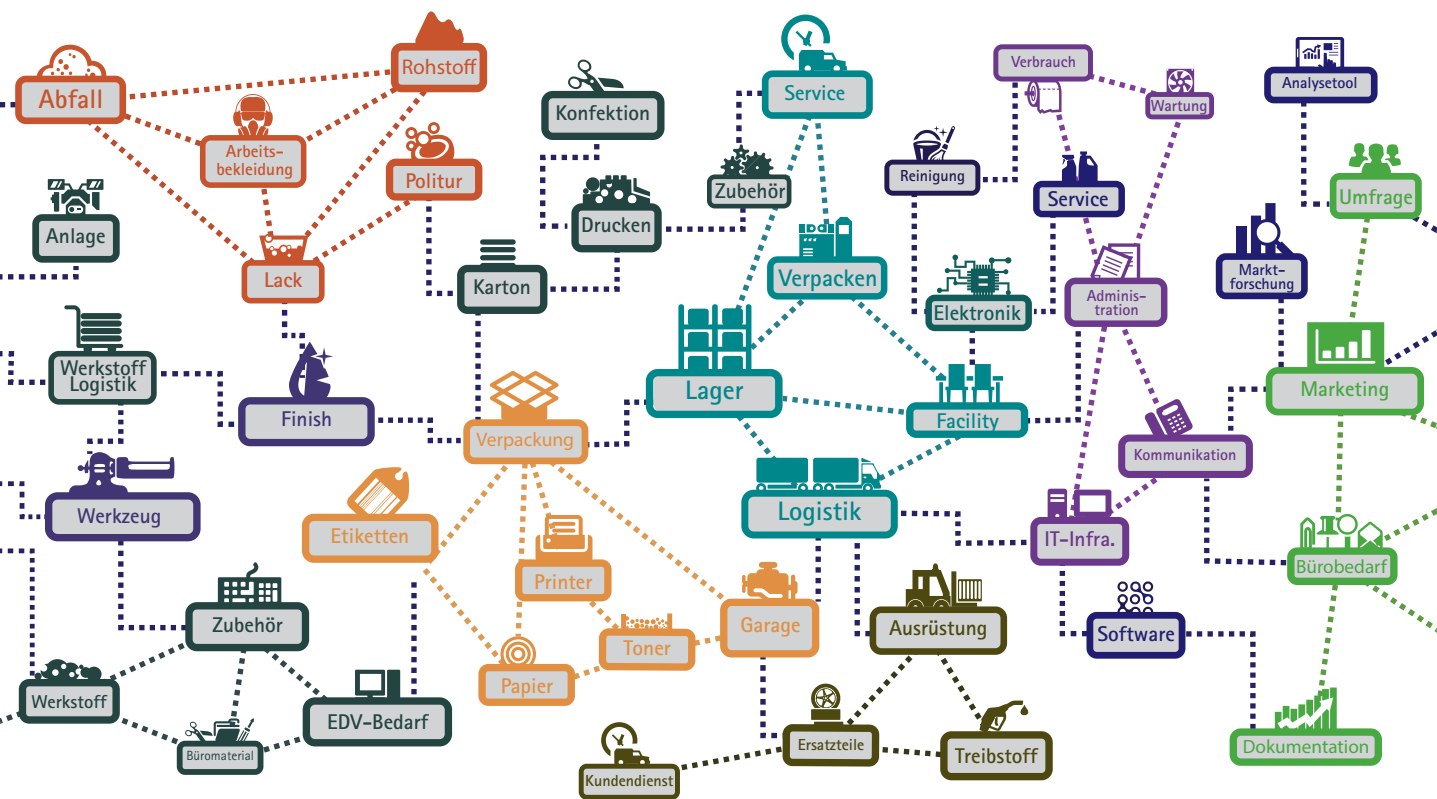 Abfall
Rohstoff
Arbeits-
bekleidung
Politur
Lack
Anlage
Konfektion
Drucken
Zubehör
Karton
Service
Verpacken
Lager
Facility
Logistik
Verbrauch
Wartung
Reinigung
Service
Elektronik
Adminis-
tration
Kommunikation
IT-Infra.
Software
Analysetool
Umfrage
Markt-
forschung
Marketing
Bürobedarf
Dokumentation
Werkstoff
Logistik
Finish
Verpackung
Werkzeug
Etiketten
Printer
Toner
Papier
Garage
Zubehör
Werkstoff
Büromaterial
EDV-Bedarf
Ausrüstung
Ersatzteile
Treibstoff
Kundendienst